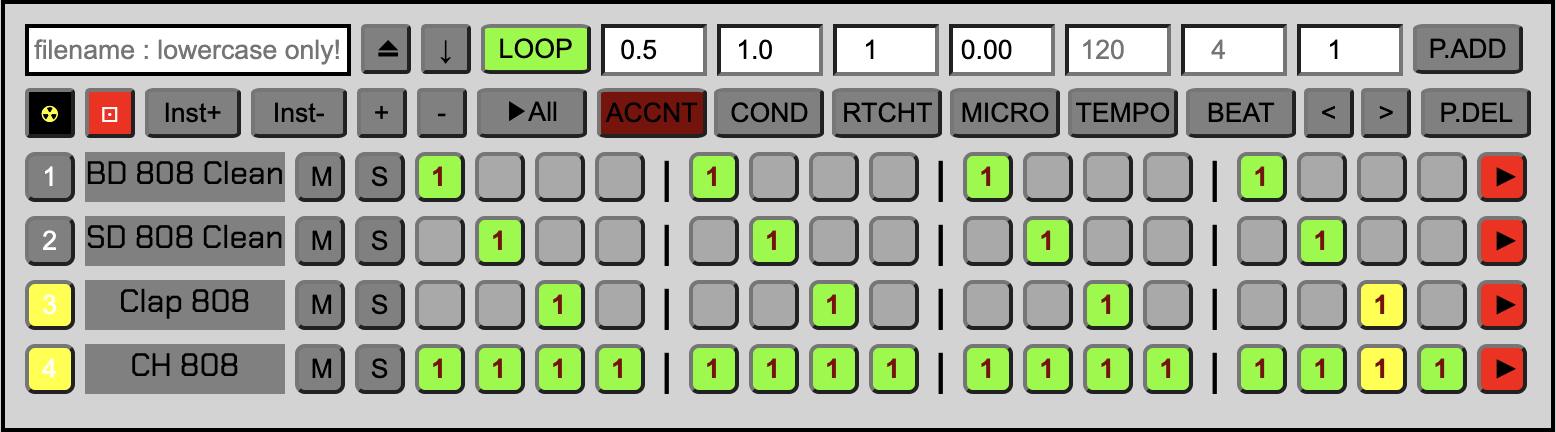 filename : lowercase only! ⏏ ↓ LOOP 0.5 1.0 1 0.00 120 4 1 P.ADD
☢ ⚀ Inst+ Inst- + - ▶All ACCNT COND RTCHT MICRO TEMPO BEAT < > P.DEL
1 BD 808 Clean M S 1 | 1 | 1 | 1 ▶
2 SD 808 Clean M S 1 | 1 | 1 | 1 ▶
3 Clap 808 M S 1 | 1 | 1 | 1 ▶
4 CH 808 M S 1 1 1 1 | 1 1 1 1 | 1 1 1 1 | 1 1 1 1 ▶